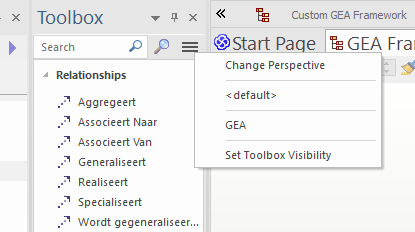 Toolbox
Custom GEA Framework
Search
Start Page
GEA Fra
Change Perspective
Relationships
<default>
Aggregeert
Associeert Naar
GEA
Associeert Van
Generaliseert
Set Toolbox Visibility
Realiseert
Specialiseert
Wordt gegeneraliseer...